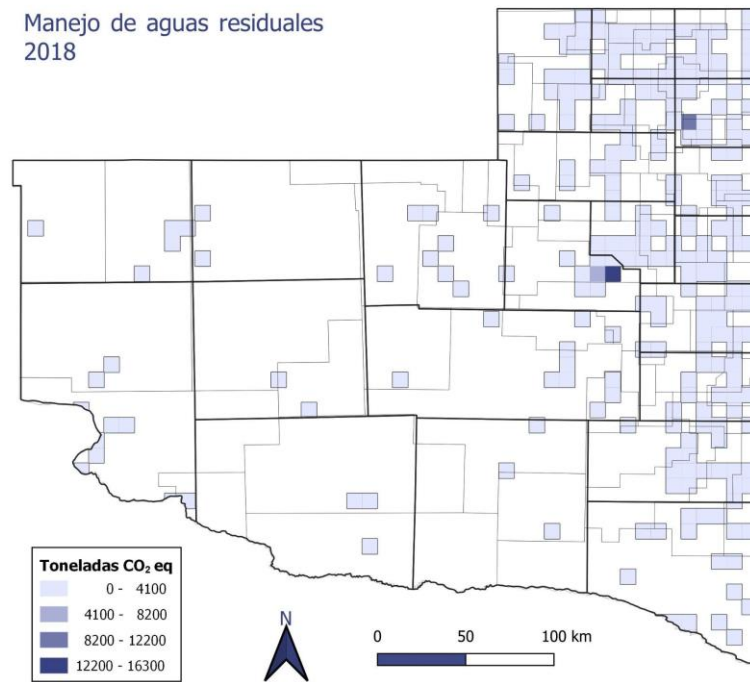 Manejo de aguas residuales
2018
Toneladas CO₂ eq
0 - 4100
4100 - 8200
8200 - 12200
12200 - 16300
N
0 50 100 km